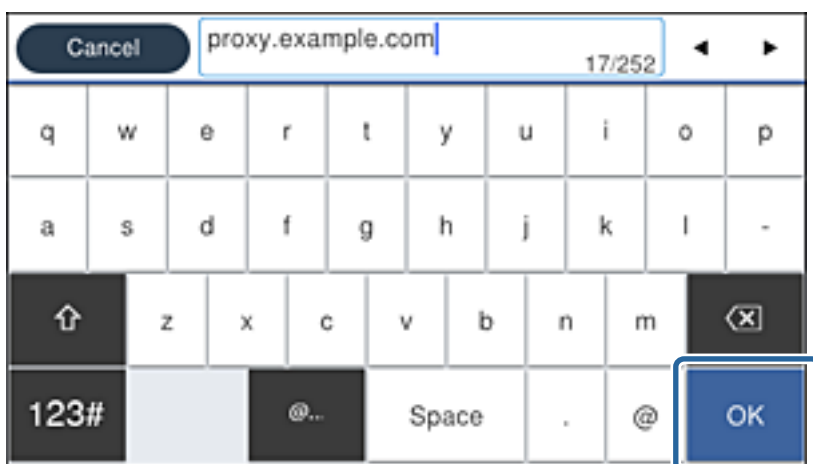 Cancel
proxy.example.com
17/252
q w e r t y u i o p
a s d f g h j k l -
z x c v b n m
123# @... Space . @ OK